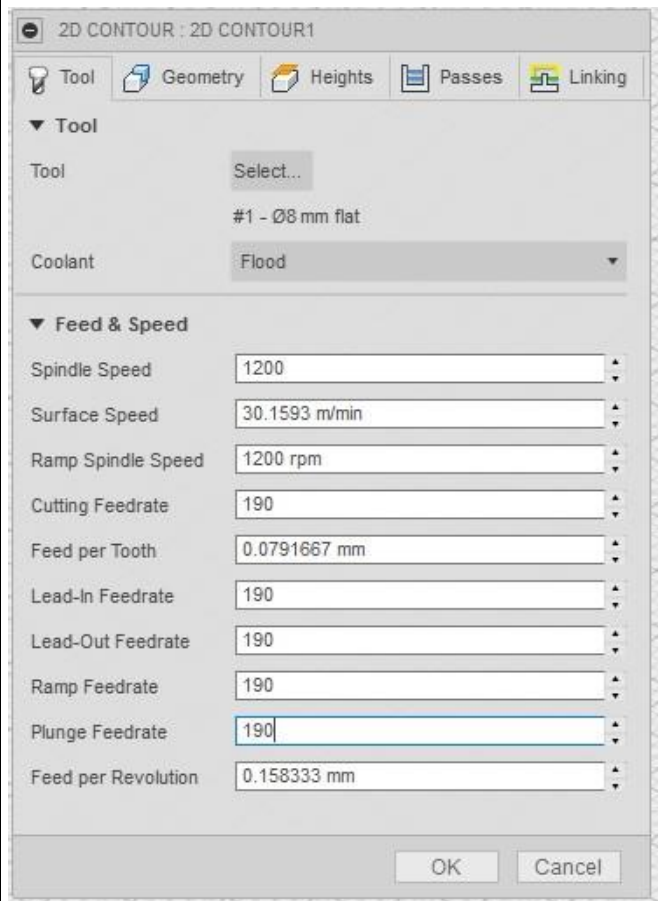 2D CONTOUR : 2D CONTOUR1
Tool Geometry Heights Passes Linking
▼ Tool
Tool Select...
#1 - Ø8 mm flat
Coolant Flood
▼ Feed & Speed
Spindle Speed 1200
Surface Speed 30.1593 m/min
Ramp Spindle Speed 1200 rpm
Cutting Feedrate 190
Feed per Tooth 0.0791667 mm
Lead-In Feedrate 190
Lead-Out Feedrate 190
Ramp Feedrate 190
Plunge Feedrate 190
Feed per Revolution 0.158333 mm
OK Cancel